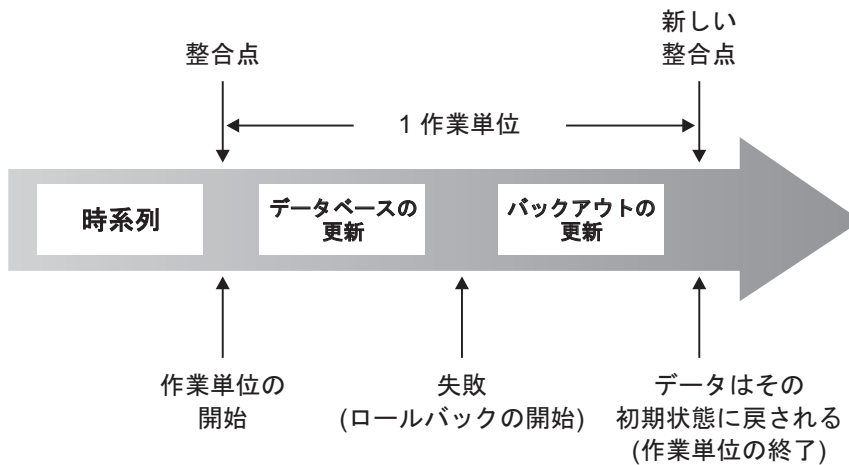 整合点
新しい
整合点
1 作業単位
時系列
データベースの
更新
バックアウトの
更新
作業単位の
開始
失敗
(ロールバックの開始)
データはその
初期状態に戻される
(作業単位の終了)